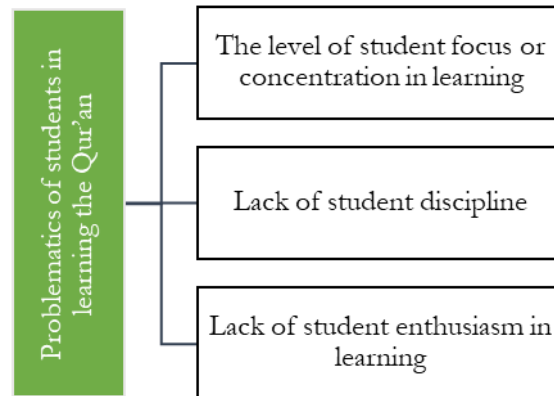 Problematics of students in
learning the Qur'an
The level of student focus or
concentration in learning
Lack of student discipline
Lack of student enthusiasm in
learning